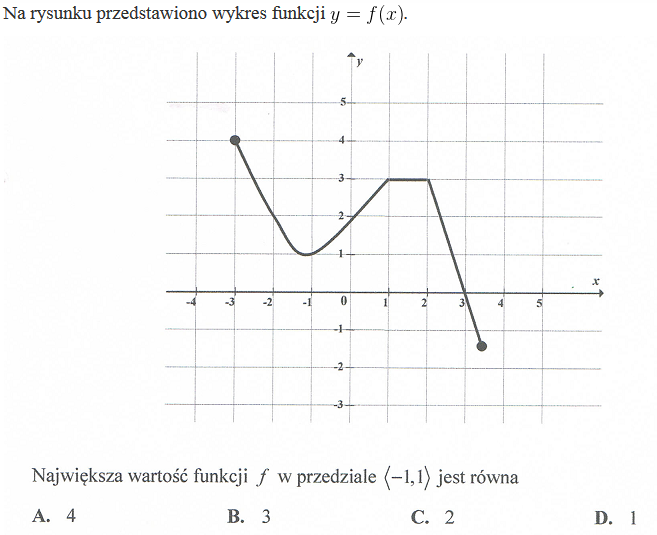 Na rysunku przedstawiono wykres funkcji y = f(x).
y
5
4
3
2
1
x
-4 -3 -2 -1 0 1 2 3 4 5
-1
-2
-3
Największa wartość funkcji f w przedziale ⟨−1,1⟩ jest równa
A. 4 B. 3 C. 2 D. 1